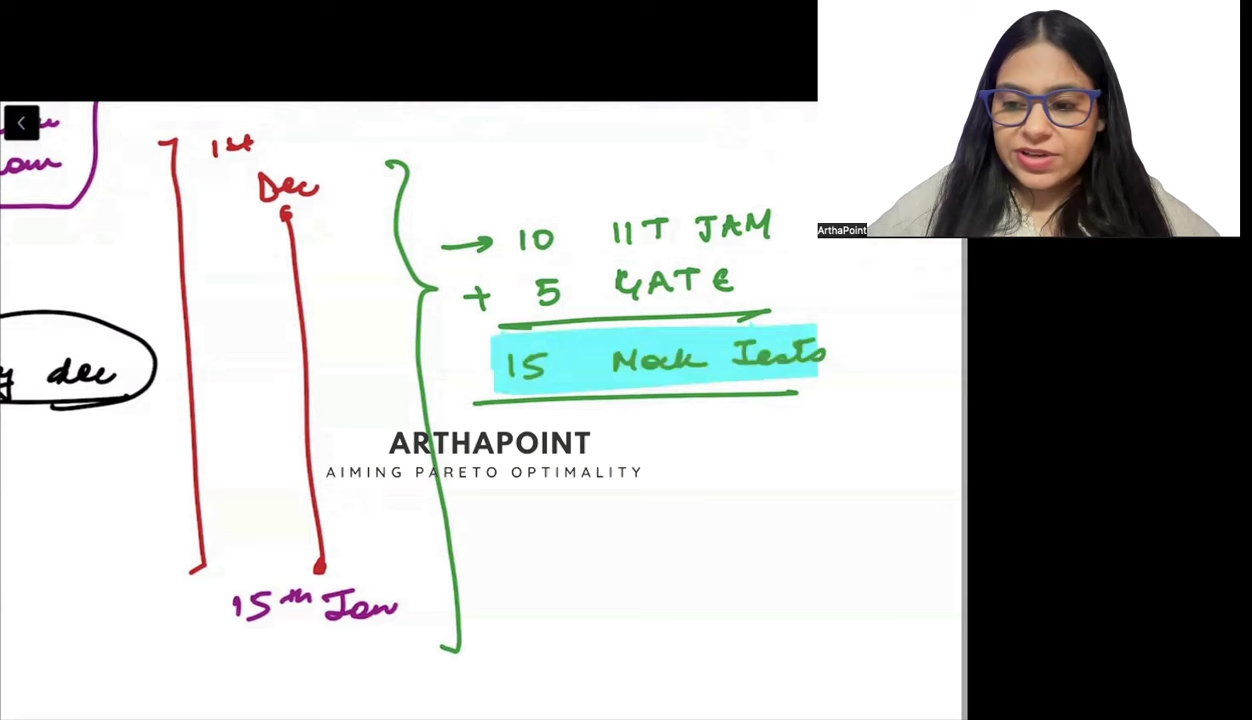 1st
Dec
10 IIT JAM
+ 5 GATE
15 Mock Tests
dec
ARTHAPOINT
AIMING PARETO OPTIMALITY
15th Jan
ArthaPoint